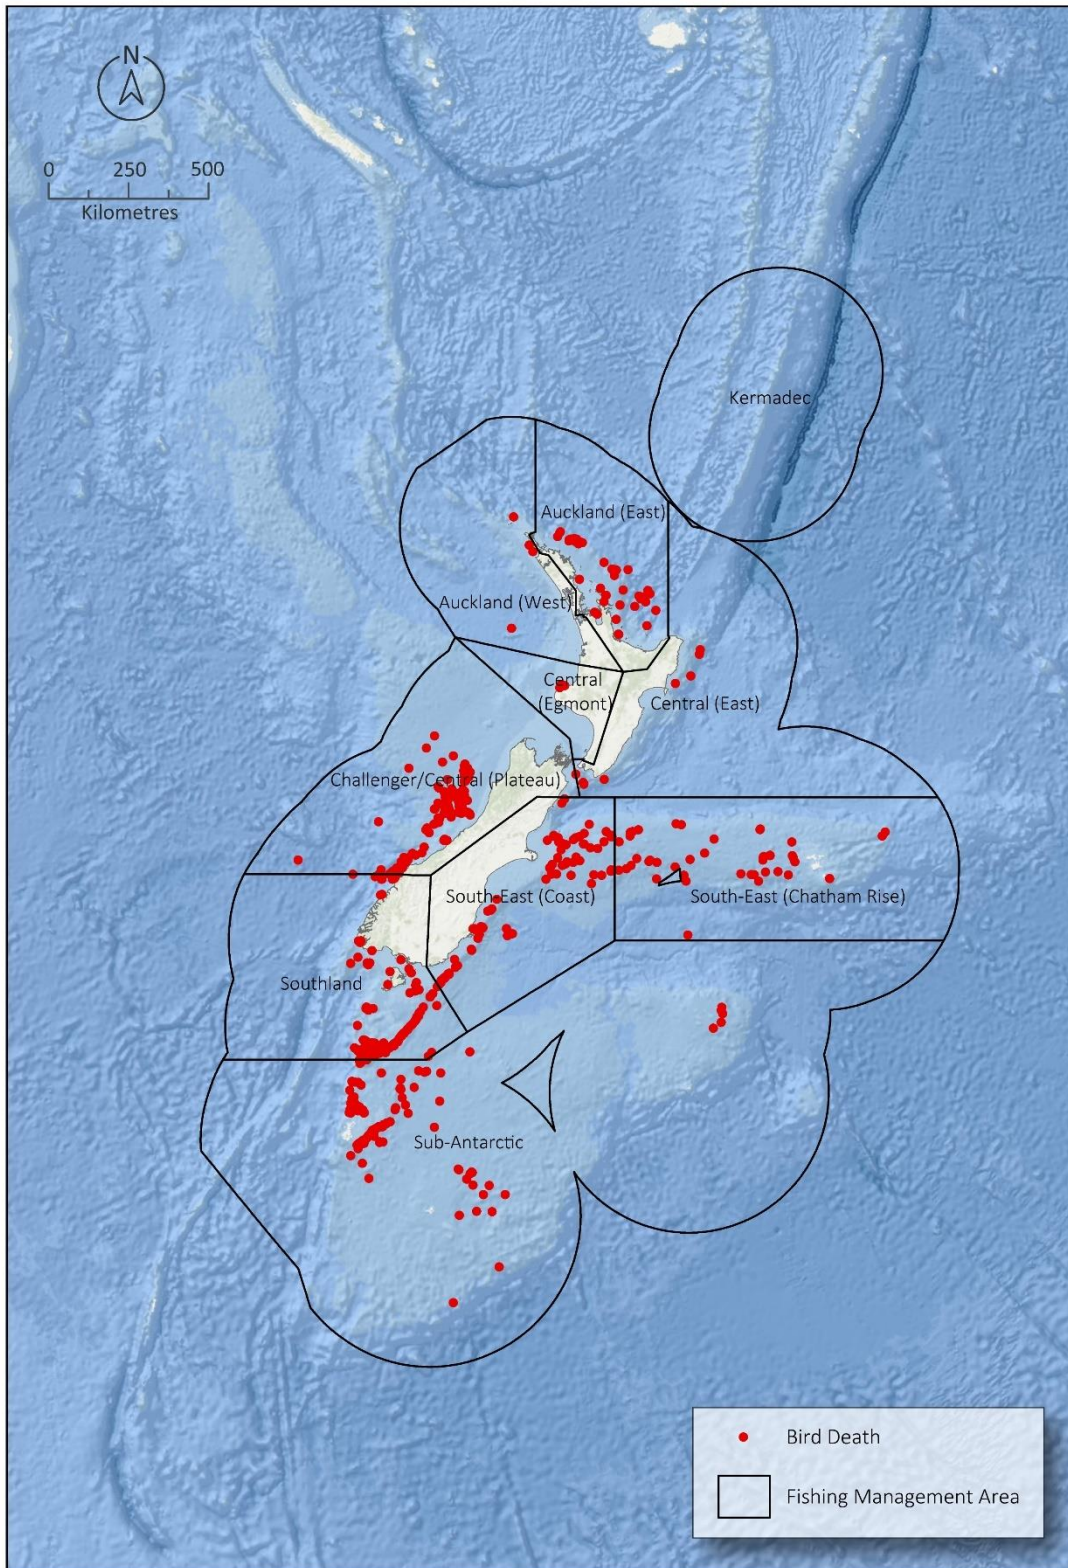 N
0 250 500
Kilometres
Kermadec
Auckland (East)
Auckland (West)
Central
(Egmont)
Central (East)
Challenger/Central (Plateau)
South-East (Coast)
South-East (Chatham Rise)
Southland
Sub-Antarctic
Bird Death
Fishing Management Area